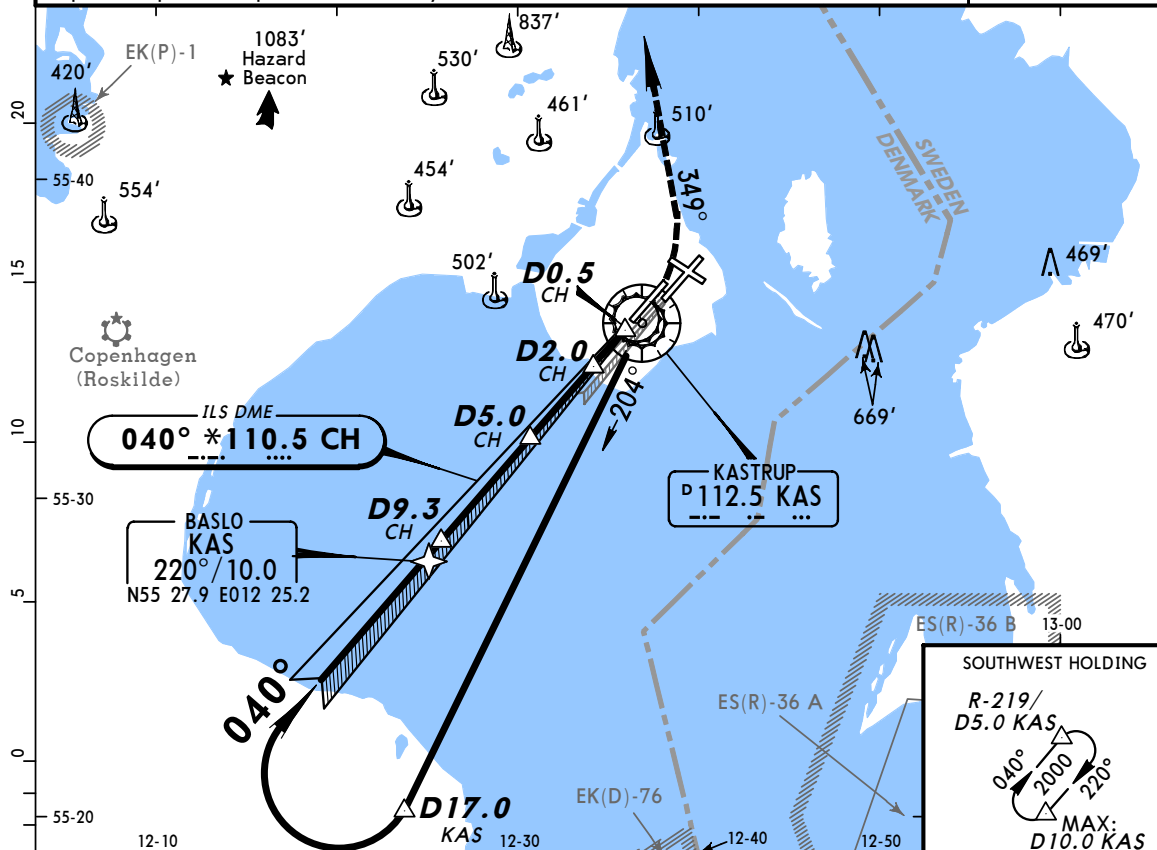 837'
1083'
Hazard
Beacon
EK(P)-1
420'
530'
461'
510'
20
55-40
454'
554'
349°
SWEDEN
DENMARK
15
502'
D0.5
CH
469'
470'
Copenhagen
(Roskilde)
D2.0
CH
204°
669'
ILS DME
040° *110.5 CH
D5.0
CH
10
KASTRUP
D 112.5 KAS
55-30
D9.3
CH
BASLO
KAS
220°/10.0
N55 27.9 E012 25.2
5
ES(R)-36 B
13-00
040°
ES(R)-36 A
SOUTHWEST HOLDING
R-219/
D5.0 KAS
040°
2000
220°
MAX:
D10.0 KAS
0
55-20
D17.0
KAS
EK(D)-76
12-10
12-30
12-40
12-50